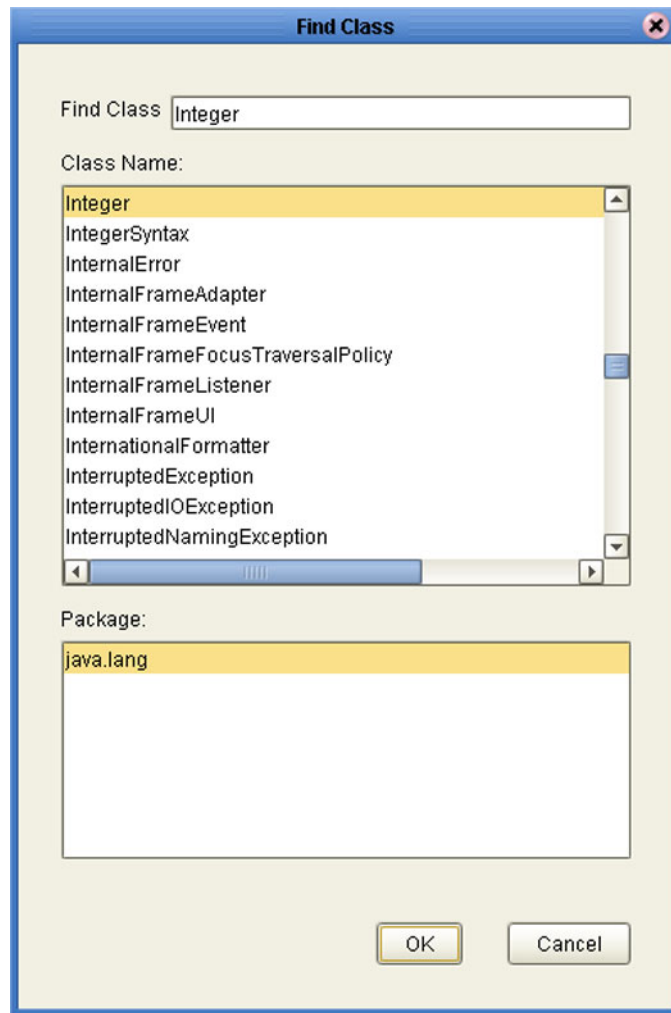 Find Class
Find Class Integer
Class Name:
Integer
IntegerSyntax
InternalError
InternalFrameAdapter
InternalFrameEvent
InternalFrameFocusTraversalPolicy
InternalFrameListener
InternalFrameUI
InternationalFormatter
InterruptedException
InterruptedIOException
InterruptedNamingException
Package:
java.lang
OK Cancel